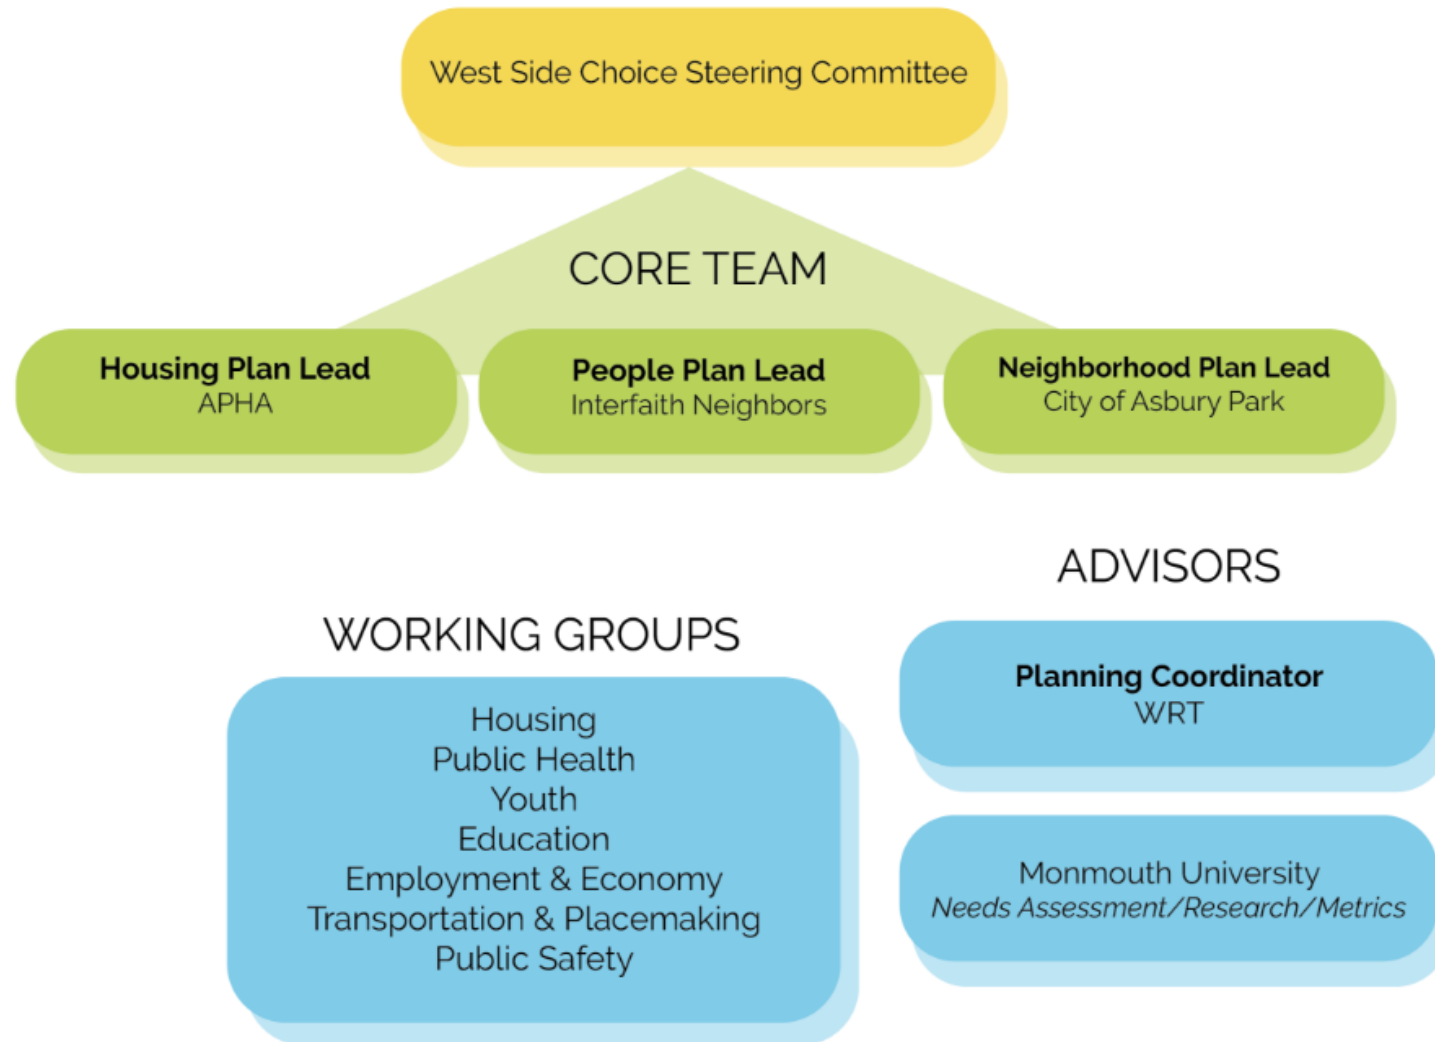 West Side Choice Steering Committee
CORE TEAM
Housing Plan Lead
APHA
People Plan Lead
Interfaith Neighbors
Neighborhood Plan Lead
City of Asbury Park
WORKING GROUPS
Housing
Public Health
Youth
Education
Employment & Economy
Transportation & Placemaking
Public Safety
ADVISORS
Planning Coordinator
WRT
Monmouth University
Needs Assessment/Research/Metrics